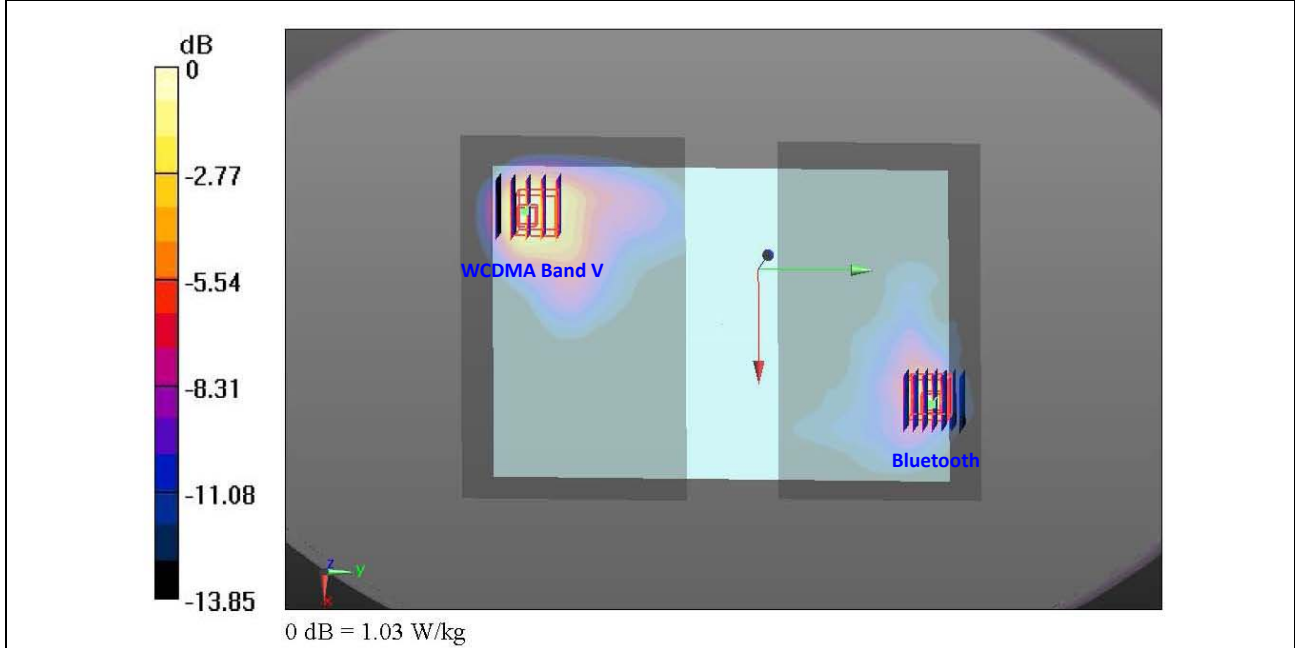 dB
0
-2.77
-5.54
-8.31
-11.08
-13.85
WCDMA Band V
Bluetooth
z
y
x
0 dB = 1.03 W/kg